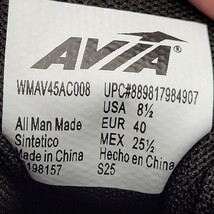 AVIA
WMAV45AC008 UPC#889817984907
USA 8½
All Man Made EUR 40
Sintetico MEX 25½
Made in China Hecho en China
198157 S25